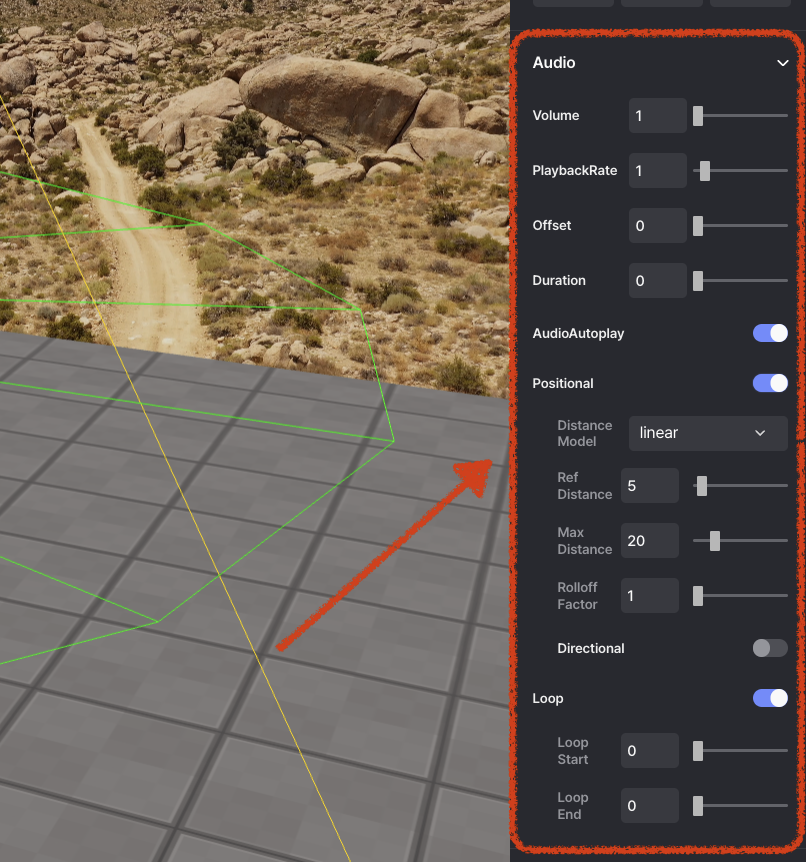 Audio
Volume 1
PlaybackRate 1
Offset 0
Duration 0
AudioAutoplay
Positional
Distance
Model
linear
Ref
Distance
5
Max
Distance
20
Rolloff
Factor
1
Directional
Loop
Loop
Start
0
Loop
End
0